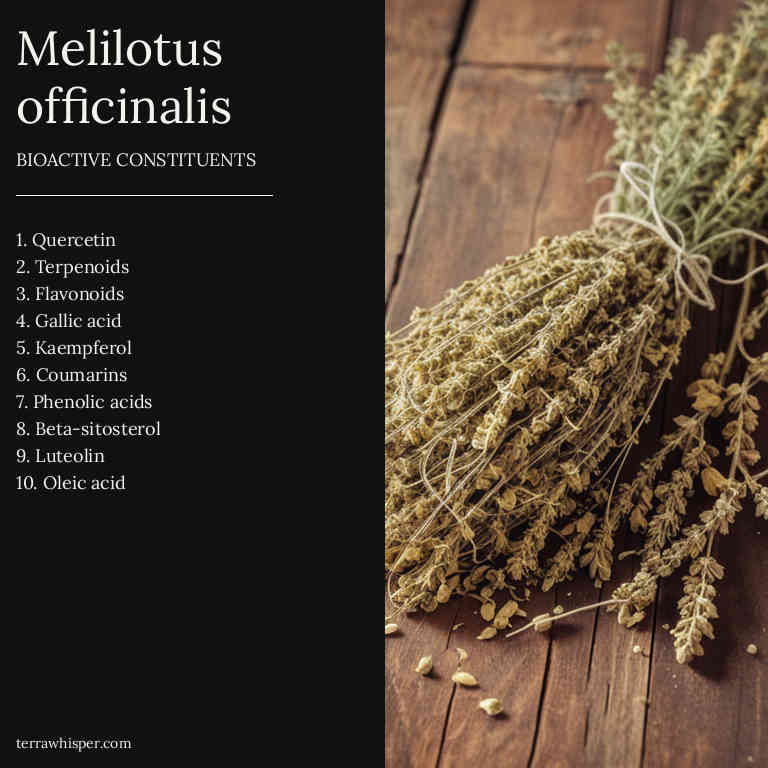 Melilotus
officinalis
BIOACTIVE CONSTITUENTS
1. Quercetin
2. Terpenoids
3. Flavonoids
4. Gallic acid
5. Kaempferol
6. Coumarins
7. Phenolic acids
8. Beta-sitosterol
9. Luteolin
10. Oleic acid
terrawhisper.com